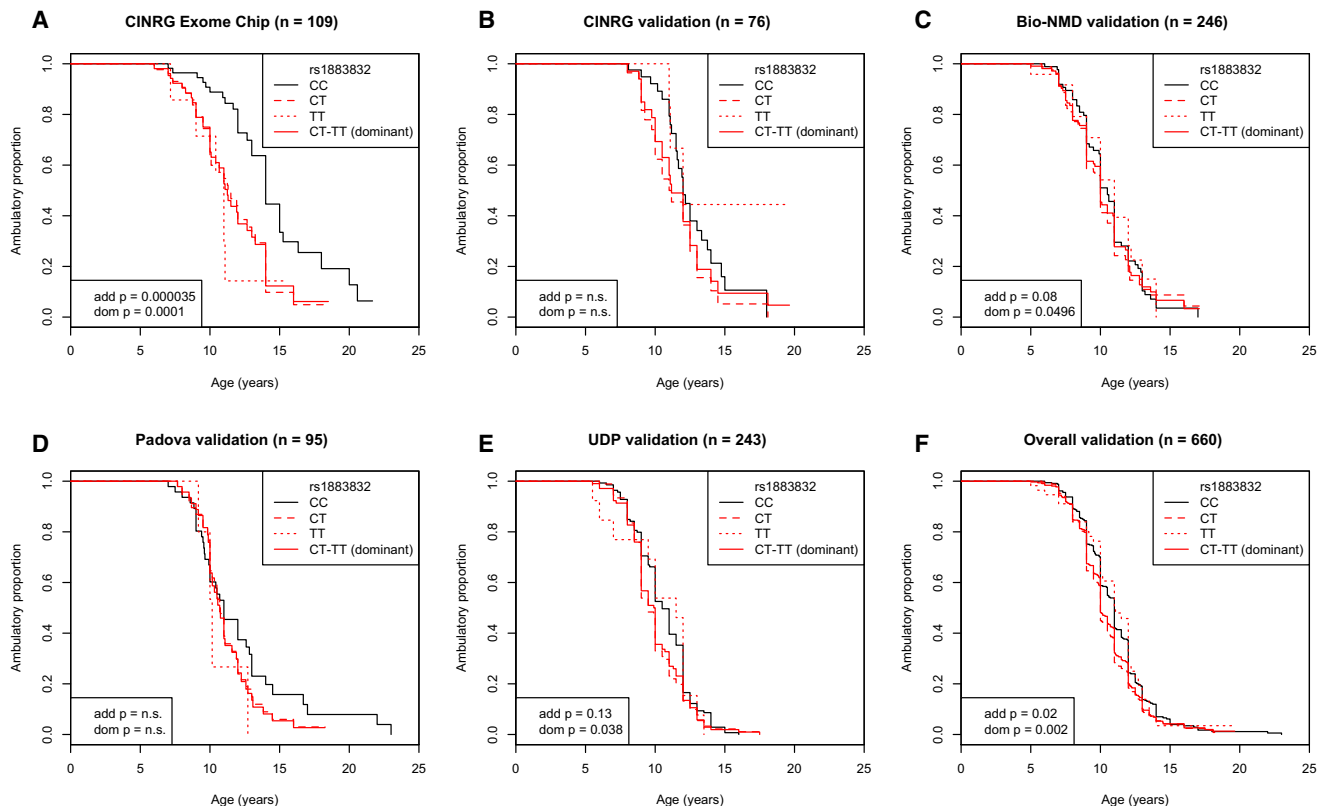 A
CINRG Exome Chip (n = 109)
Ambulatory proportion
1.0
0.8
0.6
0.4
0.2
0.0
rs1883832
CC
CT
TT
CT-TT (dominant)
add p = 0.000035
dom p = 0.0001
0 5 10 15 20 25
Age (years)
B
CINRG validation (n = 76)
Ambulatory proportion
1.0
0.8
0.6
0.4
0.2
0.0
rs1883832
CC
CT
TT
CT-TT (dominant)
add p = n.s.
dom p = n.s.
0 5 10 15 20 25
Age (years)
C
Bio-NMD validation (n = 246)
Ambulatory proportion
1.0
0.8
0.6
0.4
0.2
0.0
rs1883832
CC
CT
TT
CT-TT (dominant)
add p = 0.08
dom p = 0.0496
0 5 10 15 20 25
Age (years)
D
Padova validation (n = 95)
Ambulatory proportion
1.0
0.8
0.6
0.4
0.2
0.0
rs1883832
CC
CT
TT
CT-TT (dominant)
add p = n.s.
dom p = n.s.
0 5 10 15 20 25
Age (years)
E
UDP validation (n = 243)
Ambulatory proportion
1.0
0.8
0.6
0.4
0.2
0.0
rs1883832
CC
CT
TT
CT-TT (dominant)
add p = 0.13
dom p = 0.038
0 5 10 15 20 25
Age (years)
F
Overall validation (n = 660)
Ambulatory proportion
1.0
0.8
0.6
0.4
0.2
0.0
rs1883832
CC
CT
TT
CT-TT (dominant)
add p = 0.02
dom p = 0.002
0 5 10 15 20 25
Age (years)